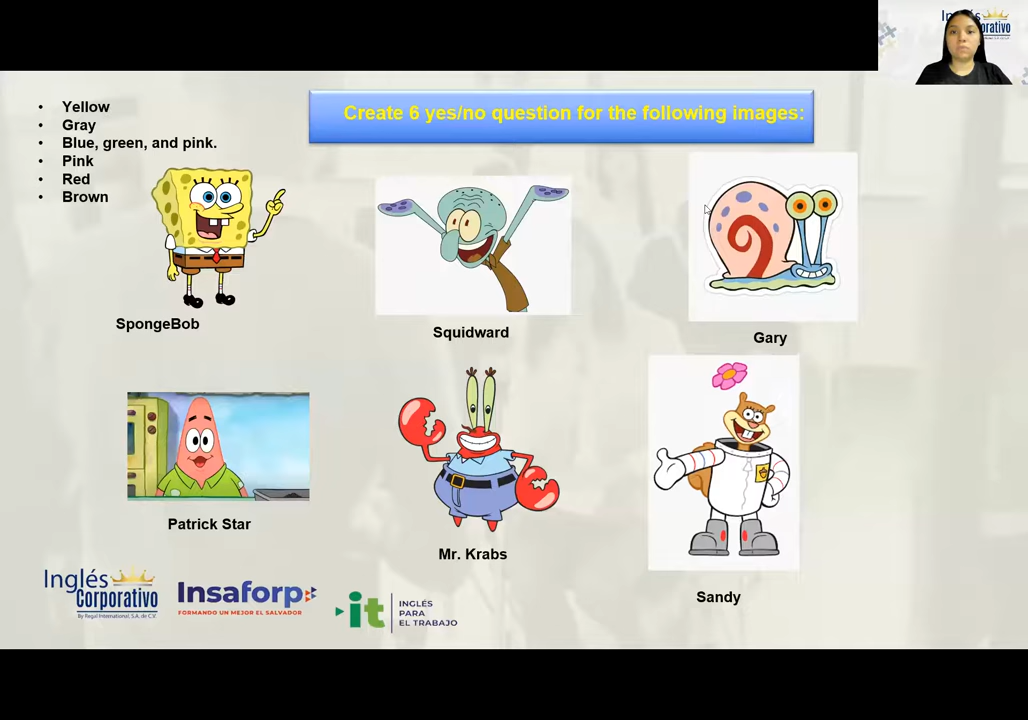 Create 6 yes/no question for the following images:
• Yellow
• Gray
• Blue, green, and pink.
• Pink
• Red
• Brown
SpongeBob
Squidward
Gary
Patrick Star
Mr. Krabs
Sandy
Inglés
Corporativo
By Regal International, S.A. de C.V.
Insaforp
FORMANDO UN MEJOR EL SALVADOR
it
INGLÉS
PARA
EL TRABAJO